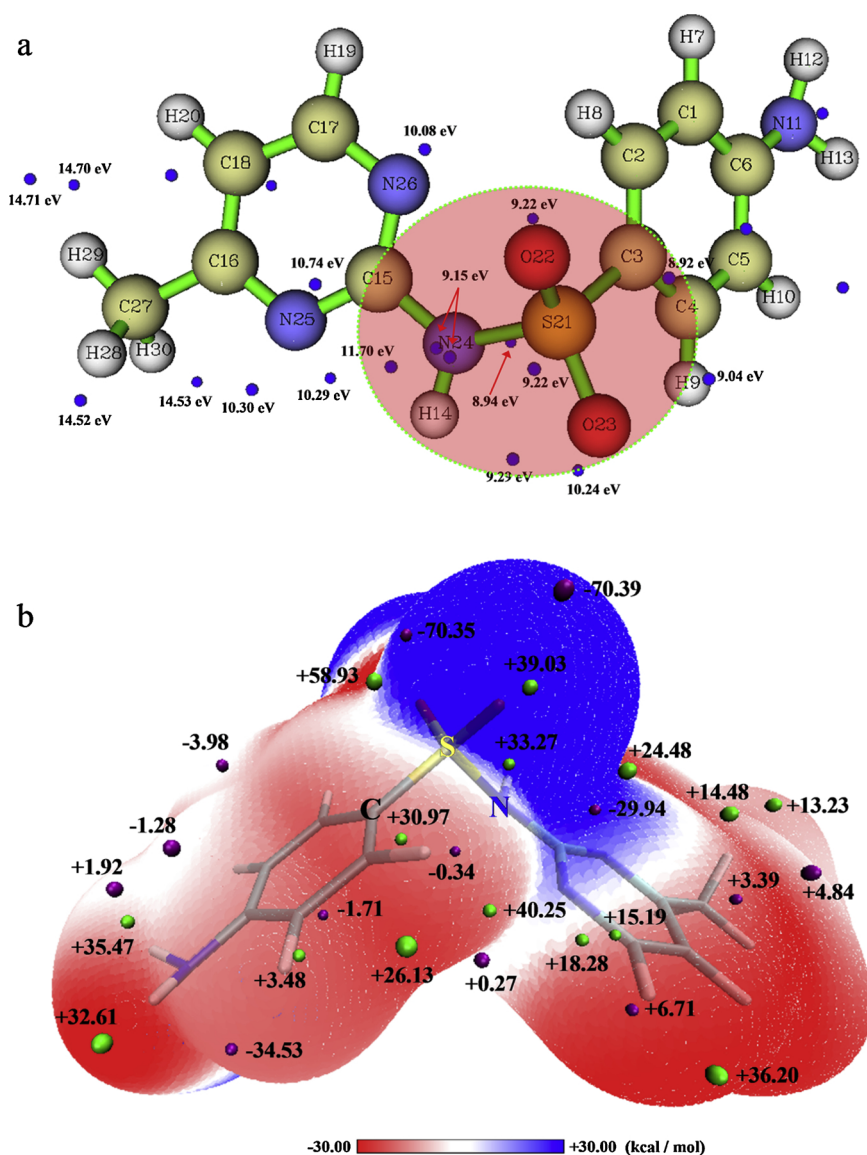 a
H19
H7
H12
H20
C17
H8
C1
N11
C18
10.08 eV
C2
C6
H13
14.70 eV
N26
14.71 eV
9.22 eV
H29
C16
10.74 eV
C15
9.15 eV
O22
C3
8.92 eV
C5
C27
N25
S21
C4
H10
H28
H30
11.70 eV
N24
9.22 eV
H9
9.04 eV
14.52 eV
14.53 eV
10.30 eV
10.29 eV
H14
8.94 eV
O23
9.23 eV
10.24 eV
b
-70.39
-70.35
+58.93
+39.03
S
-3.98
+33.27
+24.48
C
N
+14.48
+13.23
-1.28
+30.97
-29.94
+1.92
-0.34
+3.39
+4.84
+35.47
-1.71
+40.25
+15.19
+3.48
+26.13
+18.28
+0.27
+32.61
+6.71
-34.53
+36.20
-30.00
+30.00 (kcal / mol)